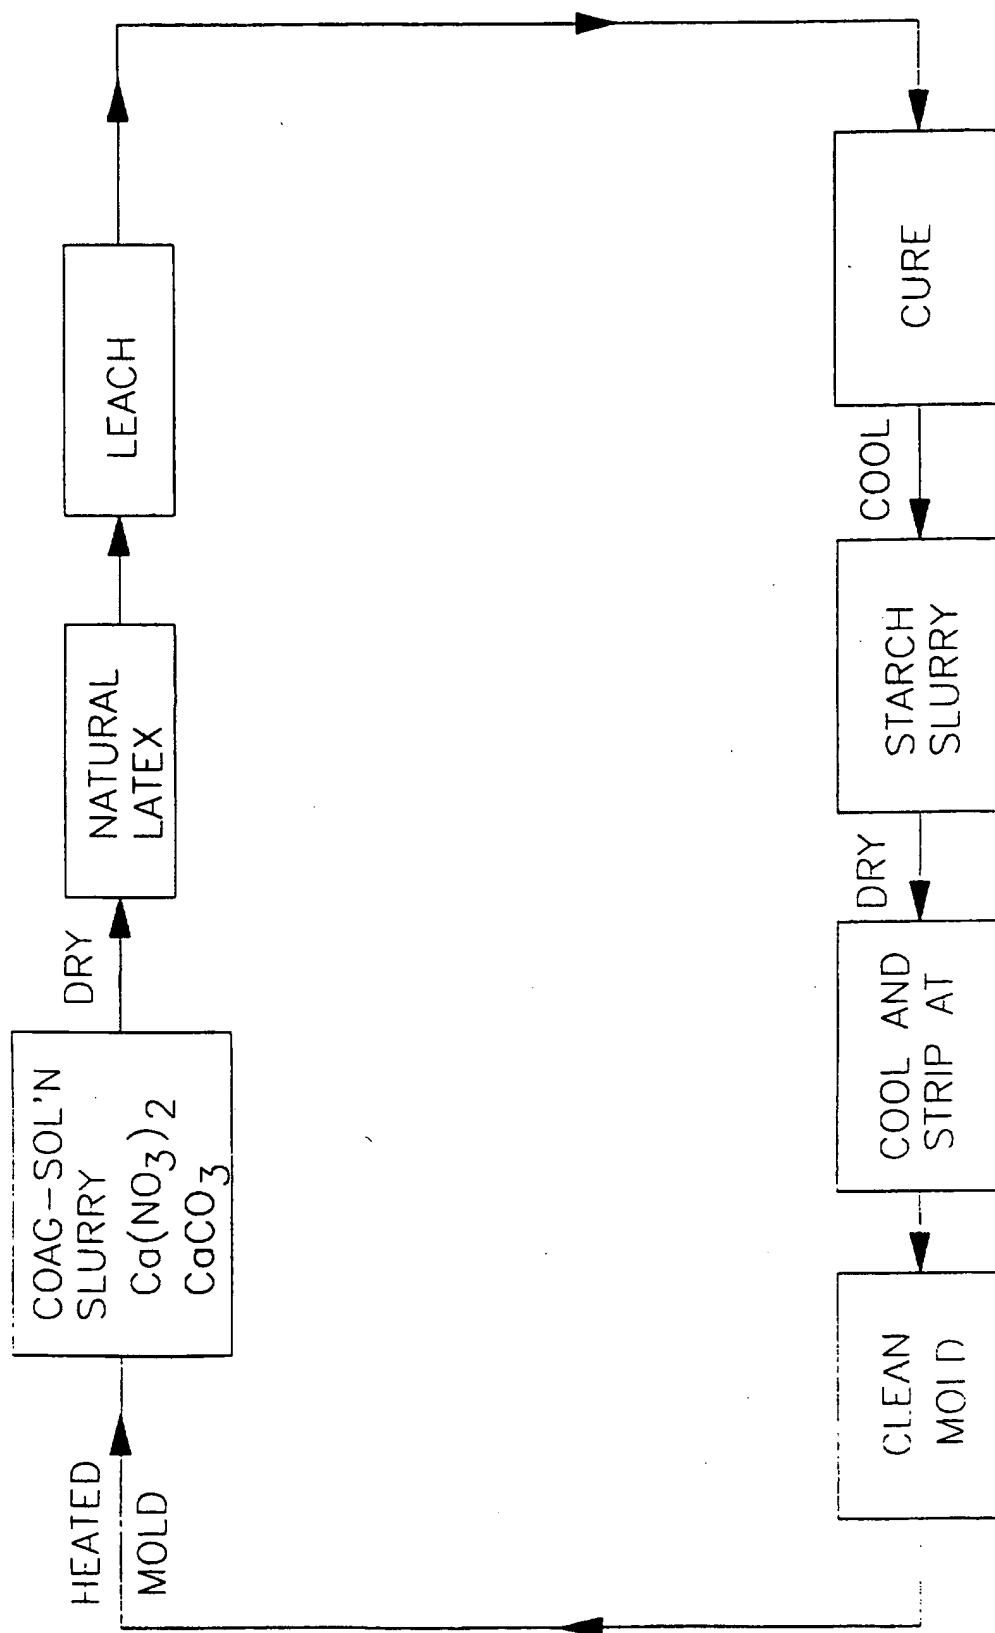 HEATED
MOLD
COAG-SOL'N
SLURRY
Ca(NO3)2
CaCO3
DRY
NATURAL
LATEX
LEACH
CURE
COOL
STARCH
SLURRY
DRY
COOL AND
STRIP AT
CLEAN
MOLD